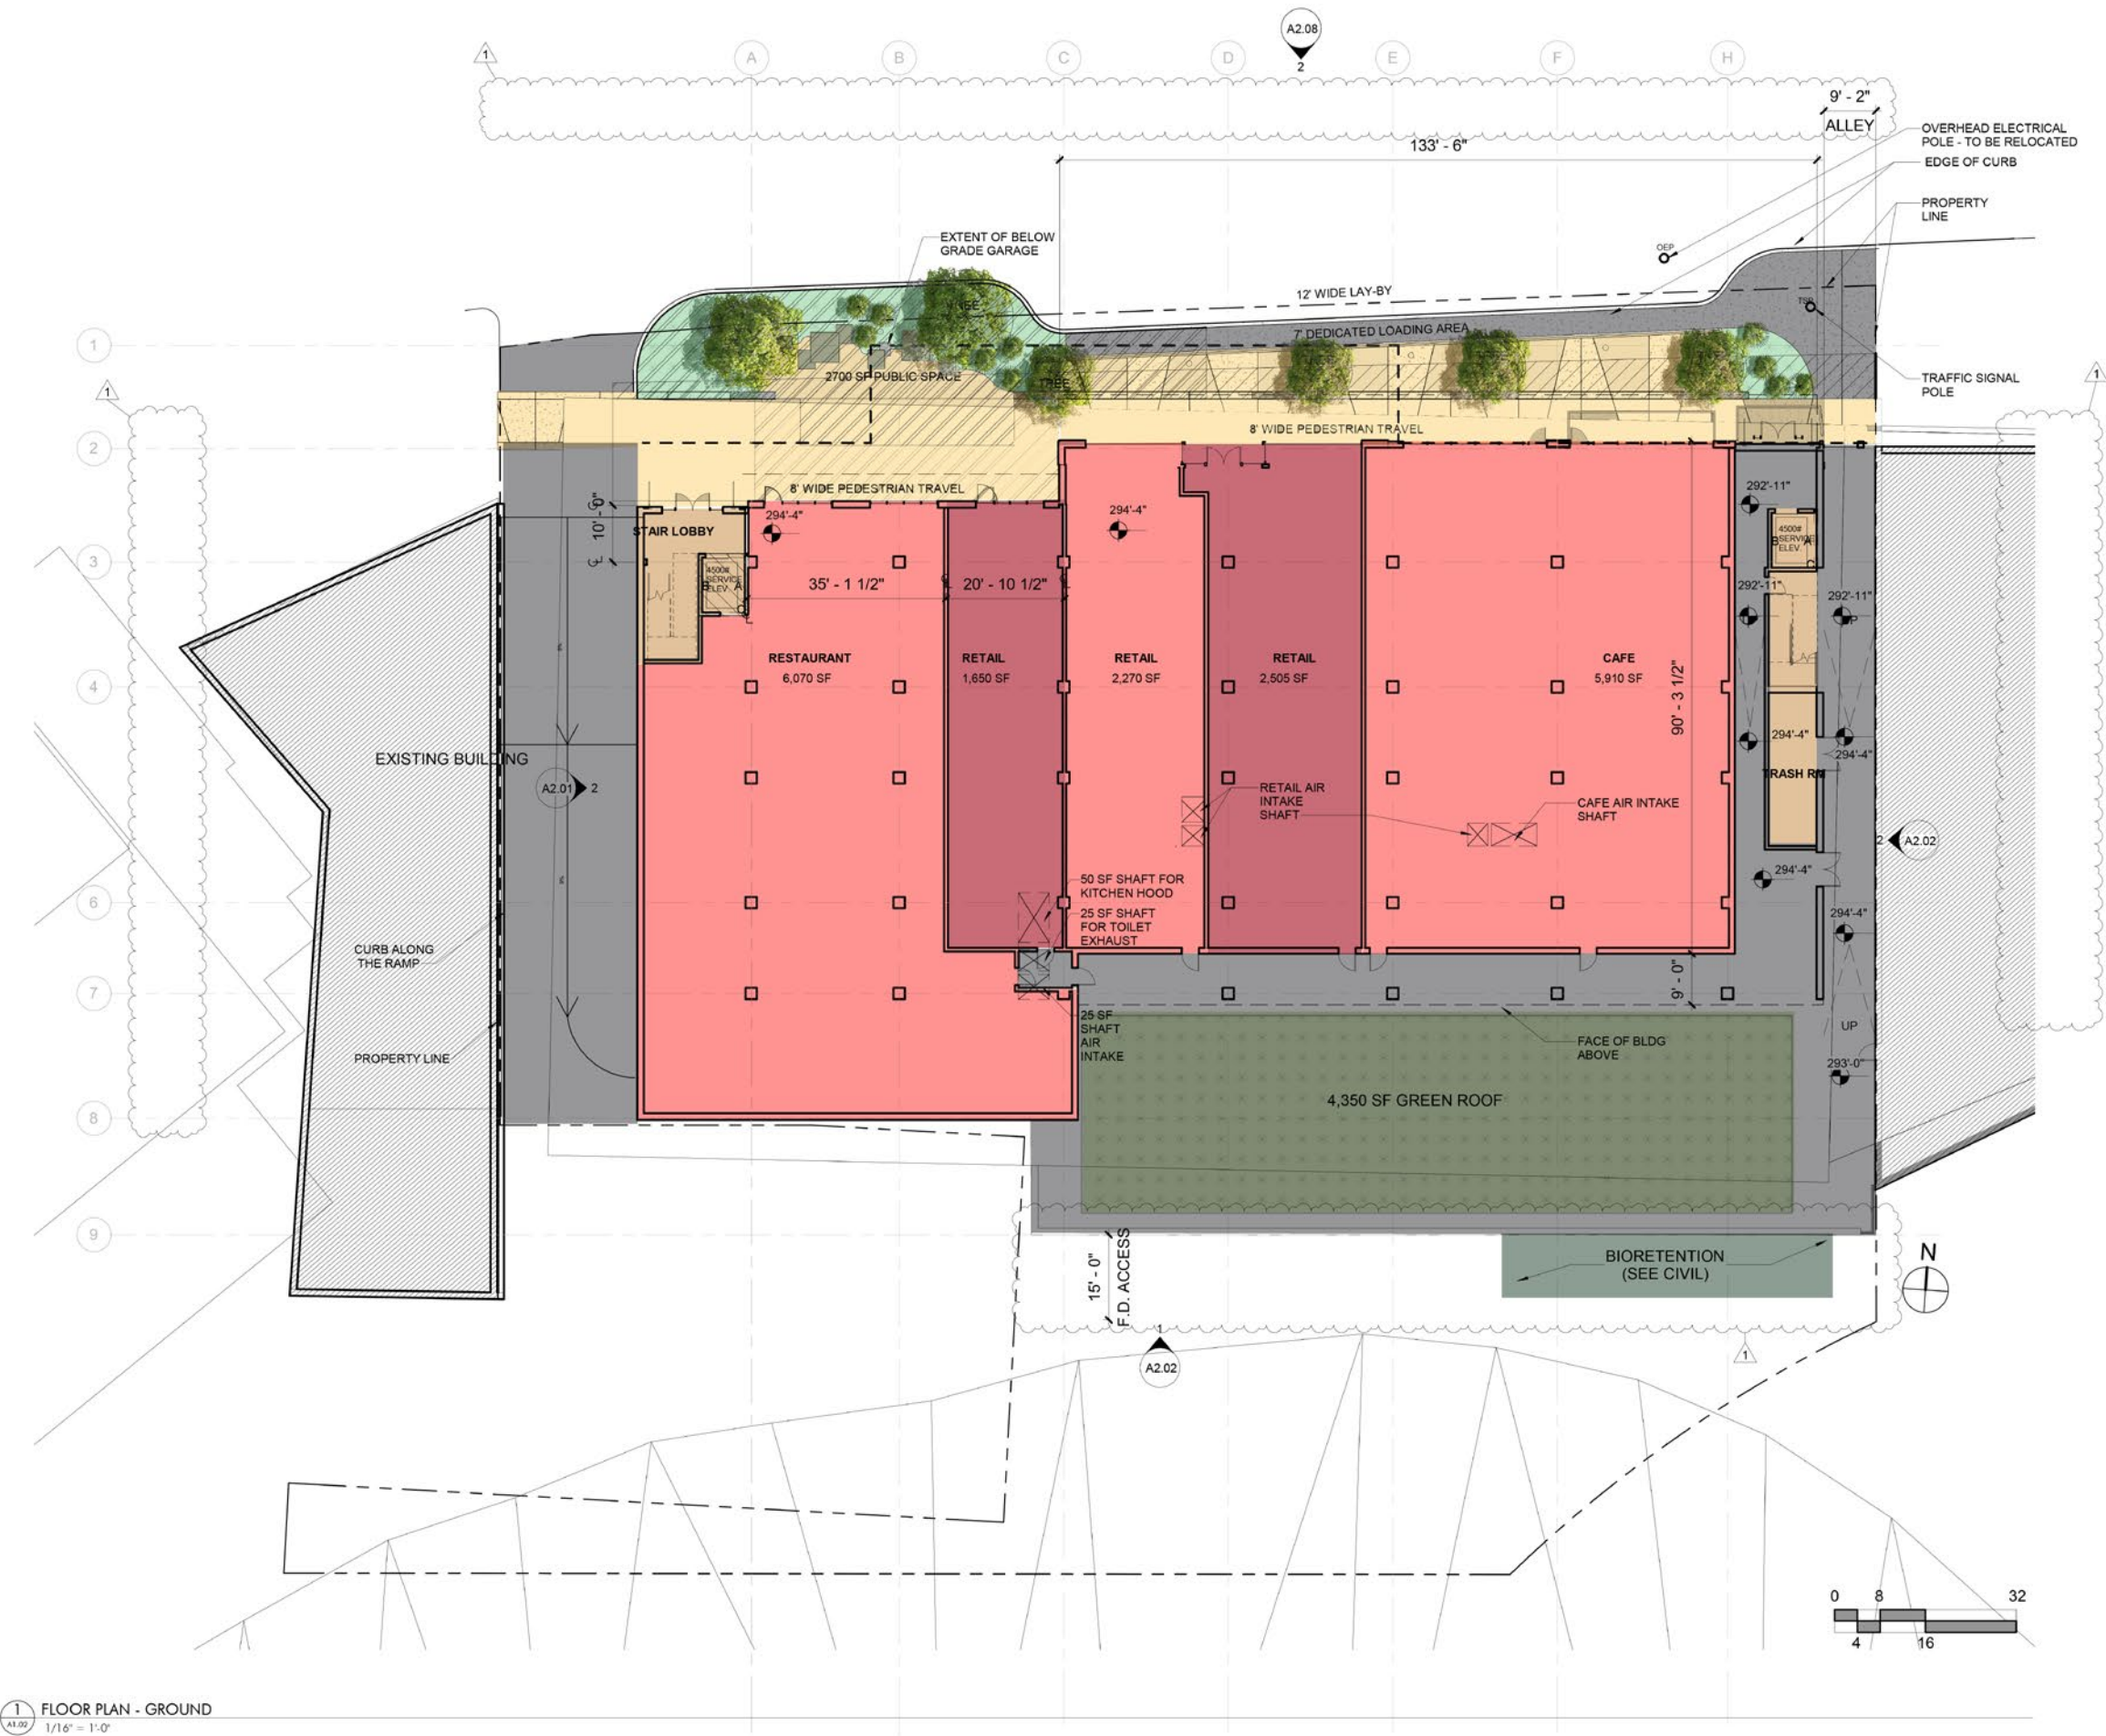 A2.08
2
1
A
B
C
D
E
F
H
9' - 2"
ALLEY
133' - 6"
OVERHEAD ELECTRICAL
POLE - TO BE RELOCATED
EDGE OF CURB
PROPERTY
LINE
EXTENT OF BELOW
GRADE GARAGE
OEP
12' WIDE LAY-BY
TREE
TSP
7' DEDICATED LOADING AREA
1
2700 SF PUBLIC SPACE
TREE
TRAFFIC SIGNAL
POLE
1
1
8' WIDE PEDESTRIAN TRAVEL
2
8' WIDE PEDESTRIAN TRAVEL
292'-11"
10' - 0"
294'-4"
294'-4"
STAIR LOBBY
4500#
SERVICE
ELEV.
B
A
3
4500#
SERVICE
ELEV.
B
A
35' - 1 1/2"
20' - 10 1/2"
292'-11"
292'-11"
UP
RESTAURANT
6,070 SF
RETAIL
1,650 SF
RETAIL
2,270 SF
RETAIL
2,505 SF
CAFE
5,910 SF
90' - 3 1/2"
4
294'-4"
294'-4"
EXISTING BUILDING
A2.01
2
TRASH RM
RETAIL AIR
INTAKE
SHAFT
CAFE AIR INTAKE
SHAFT
2
A2.02
50 SF SHAFT FOR
KITCHEN HOOD
25 SF SHAFT
FOR TOILET
EXHAUST
294'-4"
6
294'-4"
CURB ALONG
THE RAMP
9' - 0"
7
25 SF
SHAFT
AIR
INTAKE
UP
FACE OF BLDG
ABOVE
PROPERTY LINE
293'-0"
4,350 SF GREEN ROOF
8
9
15' - 0"
F.D. ACCESS
BIORETENTION
(SEE CIVIL)
N
1
A2.02
1
0
8
32
4
16
1
A1.02
FLOOR PLAN - GROUND
1/16" = 1'-0"